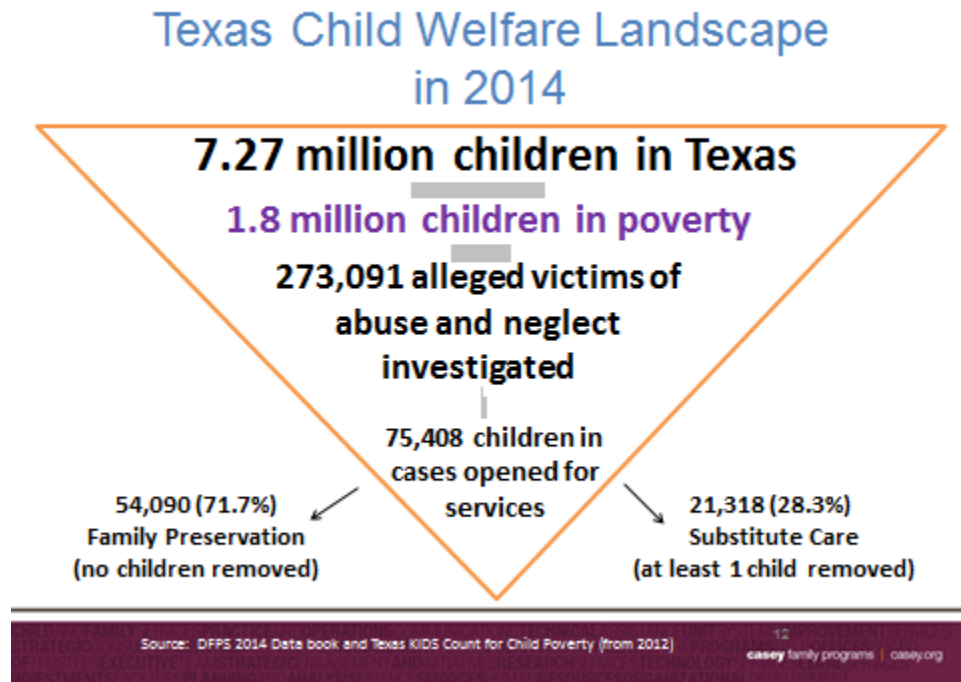 Texas Child Welfare Landscape
in 2014
7.27 million children in Texas
1.8 million children in poverty
273,091 alleged victims of
abuse and neglect
investigated
75,408 children in
cases opened for
services
54,090 (71.7%)
Family Preservation
(no children removed)
21,318 (28.3%)
Substitute Care
(at least 1 child removed)
Source: DFPS 2014 Data book and Texas KIDS Count for Child Poverty (from 2012)
12
casey family programs | casey.org